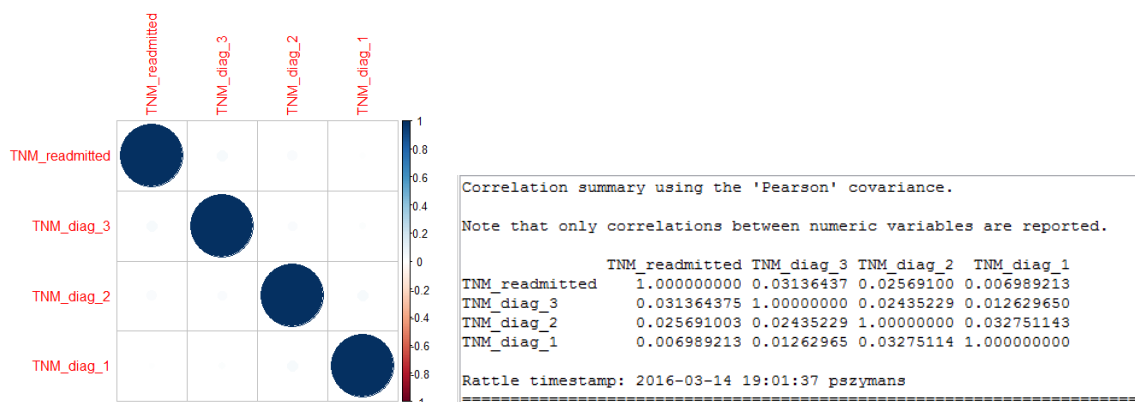 TNM_readmitted
TNM_diag_3
TNM_diag_2
TNM_diag_1
TNM_readmitted
TNM_diag_3
TNM_diag_2
TNM_diag_1
1
0.8
0.6
0.4
0.2
0
-0.2
-0.4
-0.6
-0.8
-1
Correlation summary using the 'Pearson' covariance.
Note that only correlations between numeric variables are reported.
TNM_readmitted TNM_diag_3 TNM_diag_2 TNM_diag_1
TNM_readmitted 1.000000000 0.03136437 0.02569100 0.006989213
TNM_diag_3 0.031364375 1.00000000 0.02435229 0.012629650
TNM_diag_2 0.025691003 0.02435229 1.00000000 0.032751143
TNM_diag_1 0.006989213 0.01262965 0.03275114 1.000000000
Rattle timestamp: 2016-03-14 19:01:37 pszymans
======================================================================